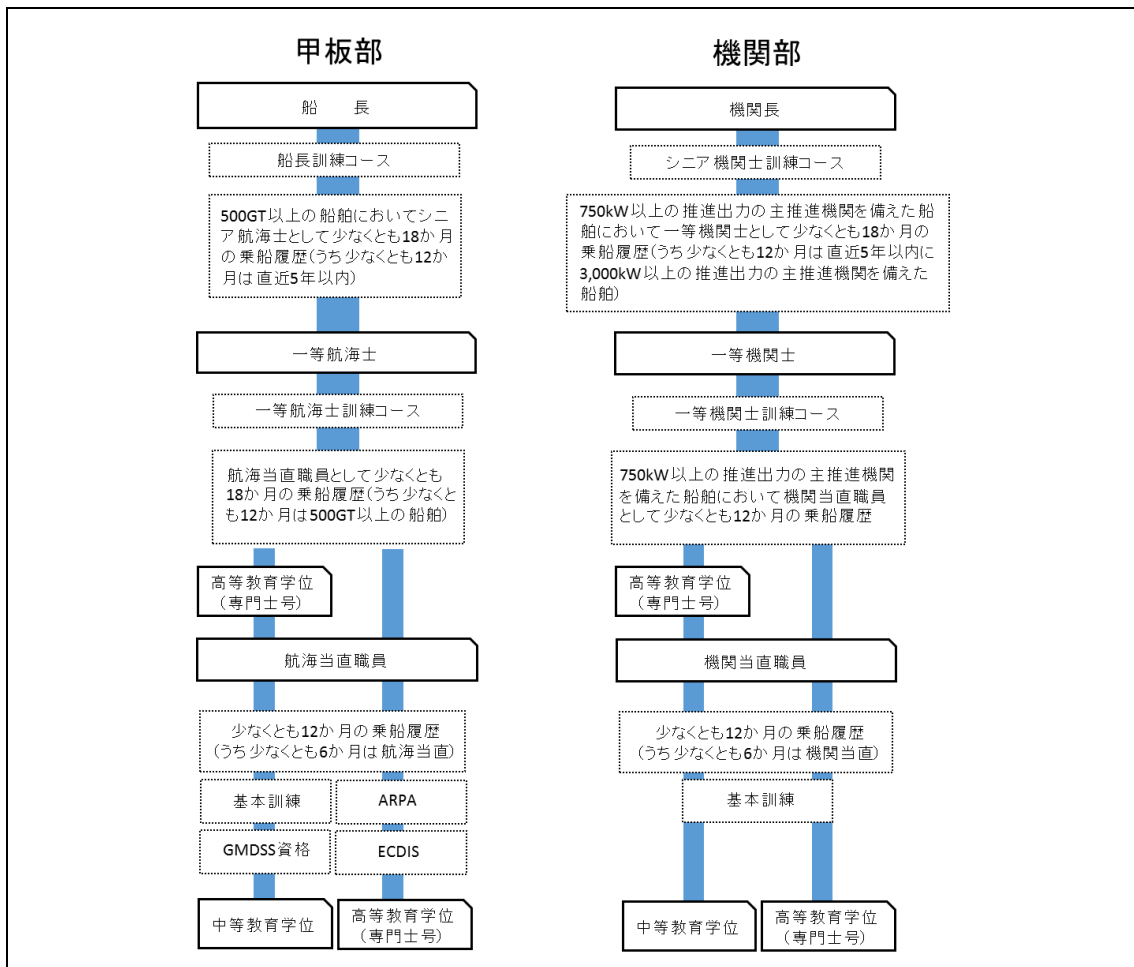 甲板部
船　　長
船長訓練コース
500GT以上の船舶においてシニ
ア航海士として少なくとも18か月
の乗船履歴(うち少なくとも12か
月は直近5年以内)
一等航海士
一等航海士訓練コース
航海当直職員として少なくとも
18か月の乗船履歴(うち少なくと
も12か月は500GT以上の船舶)
高等教育学位
(専門士号)
航海当直職員
少なくとも12か月の乗船履歴
(うち少なくとも6か月は航海当直)
基本訓練
ARPA
GMDSS資格
ECDIS
中等教育学位
高等教育学位
(専門士号)
機関部
機関長
シニア機関士訓練コース
750kW以上の推進出力の主推進機関を備えた船
舶において一等機関士として少なくとも18か月の
乗船履歴(うち少なくとも12か月は直近5年以内に
3,000kW以上の推進出力の主推進機関を備えた
船舶)
一等機関士
一等機関士訓練コース
750kW以上の推進出力の主推進機関
を備えた船舶において機関当直職員
として少なくとも12か月の乗船履歴
高等教育学位
(専門士号)
機関当直職員
少なくとも12か月の乗船履歴
(うち少なくとも6か月は機関当直)
基本訓練
中等教育学位
高等教育学位
(専門士号)